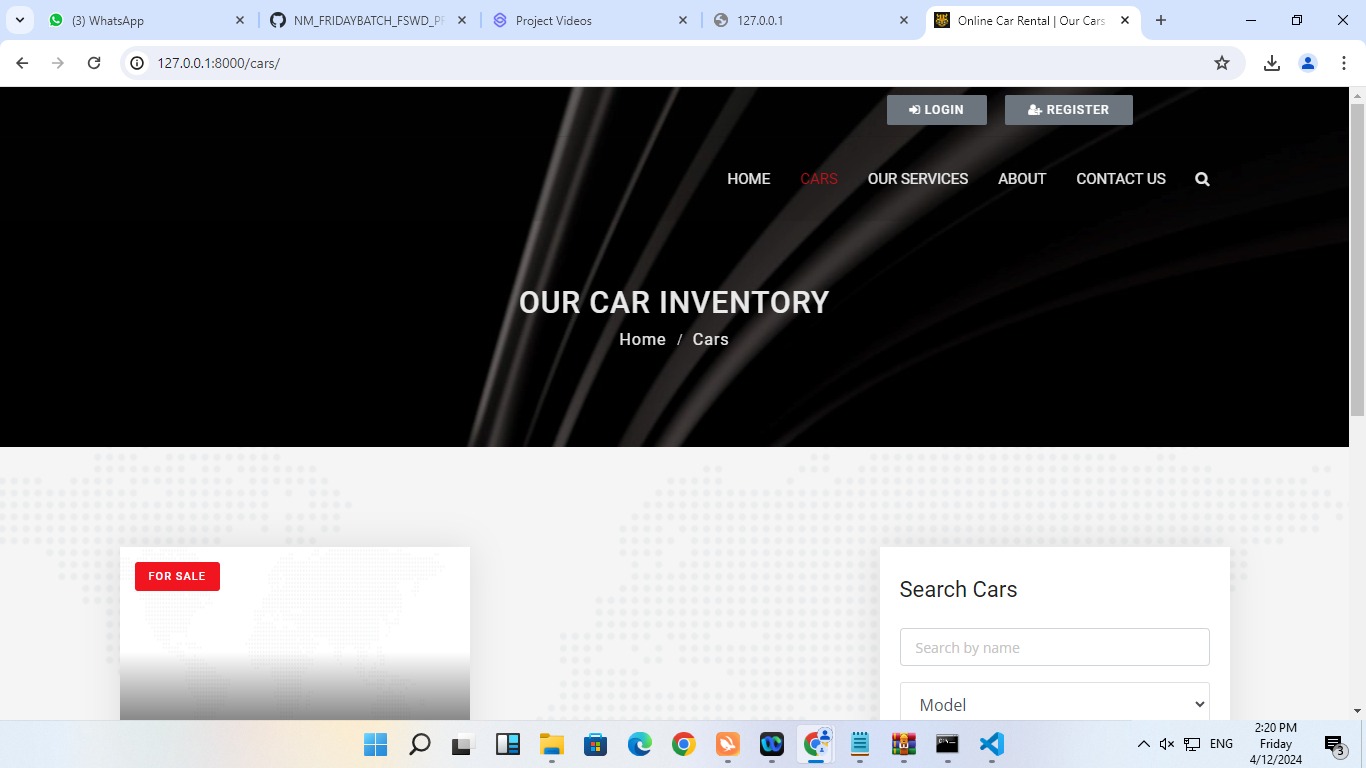 (3) WhatsApp
NM_FRIDAYBATCH_FSWD_PR
Project Videos
127.0.0.1
Online Car Rental | Our Cars
127.0.0.1:8000/cars/
LOGIN
REGISTER
HOME
CARS
OUR SERVICES
ABOUT
CONTACT US
OUR CAR INVENTORY
Home / Cars
FOR SALE
Search Cars
Search by name
Model
ENG
2:20 PM
Friday
4/12/2024
3